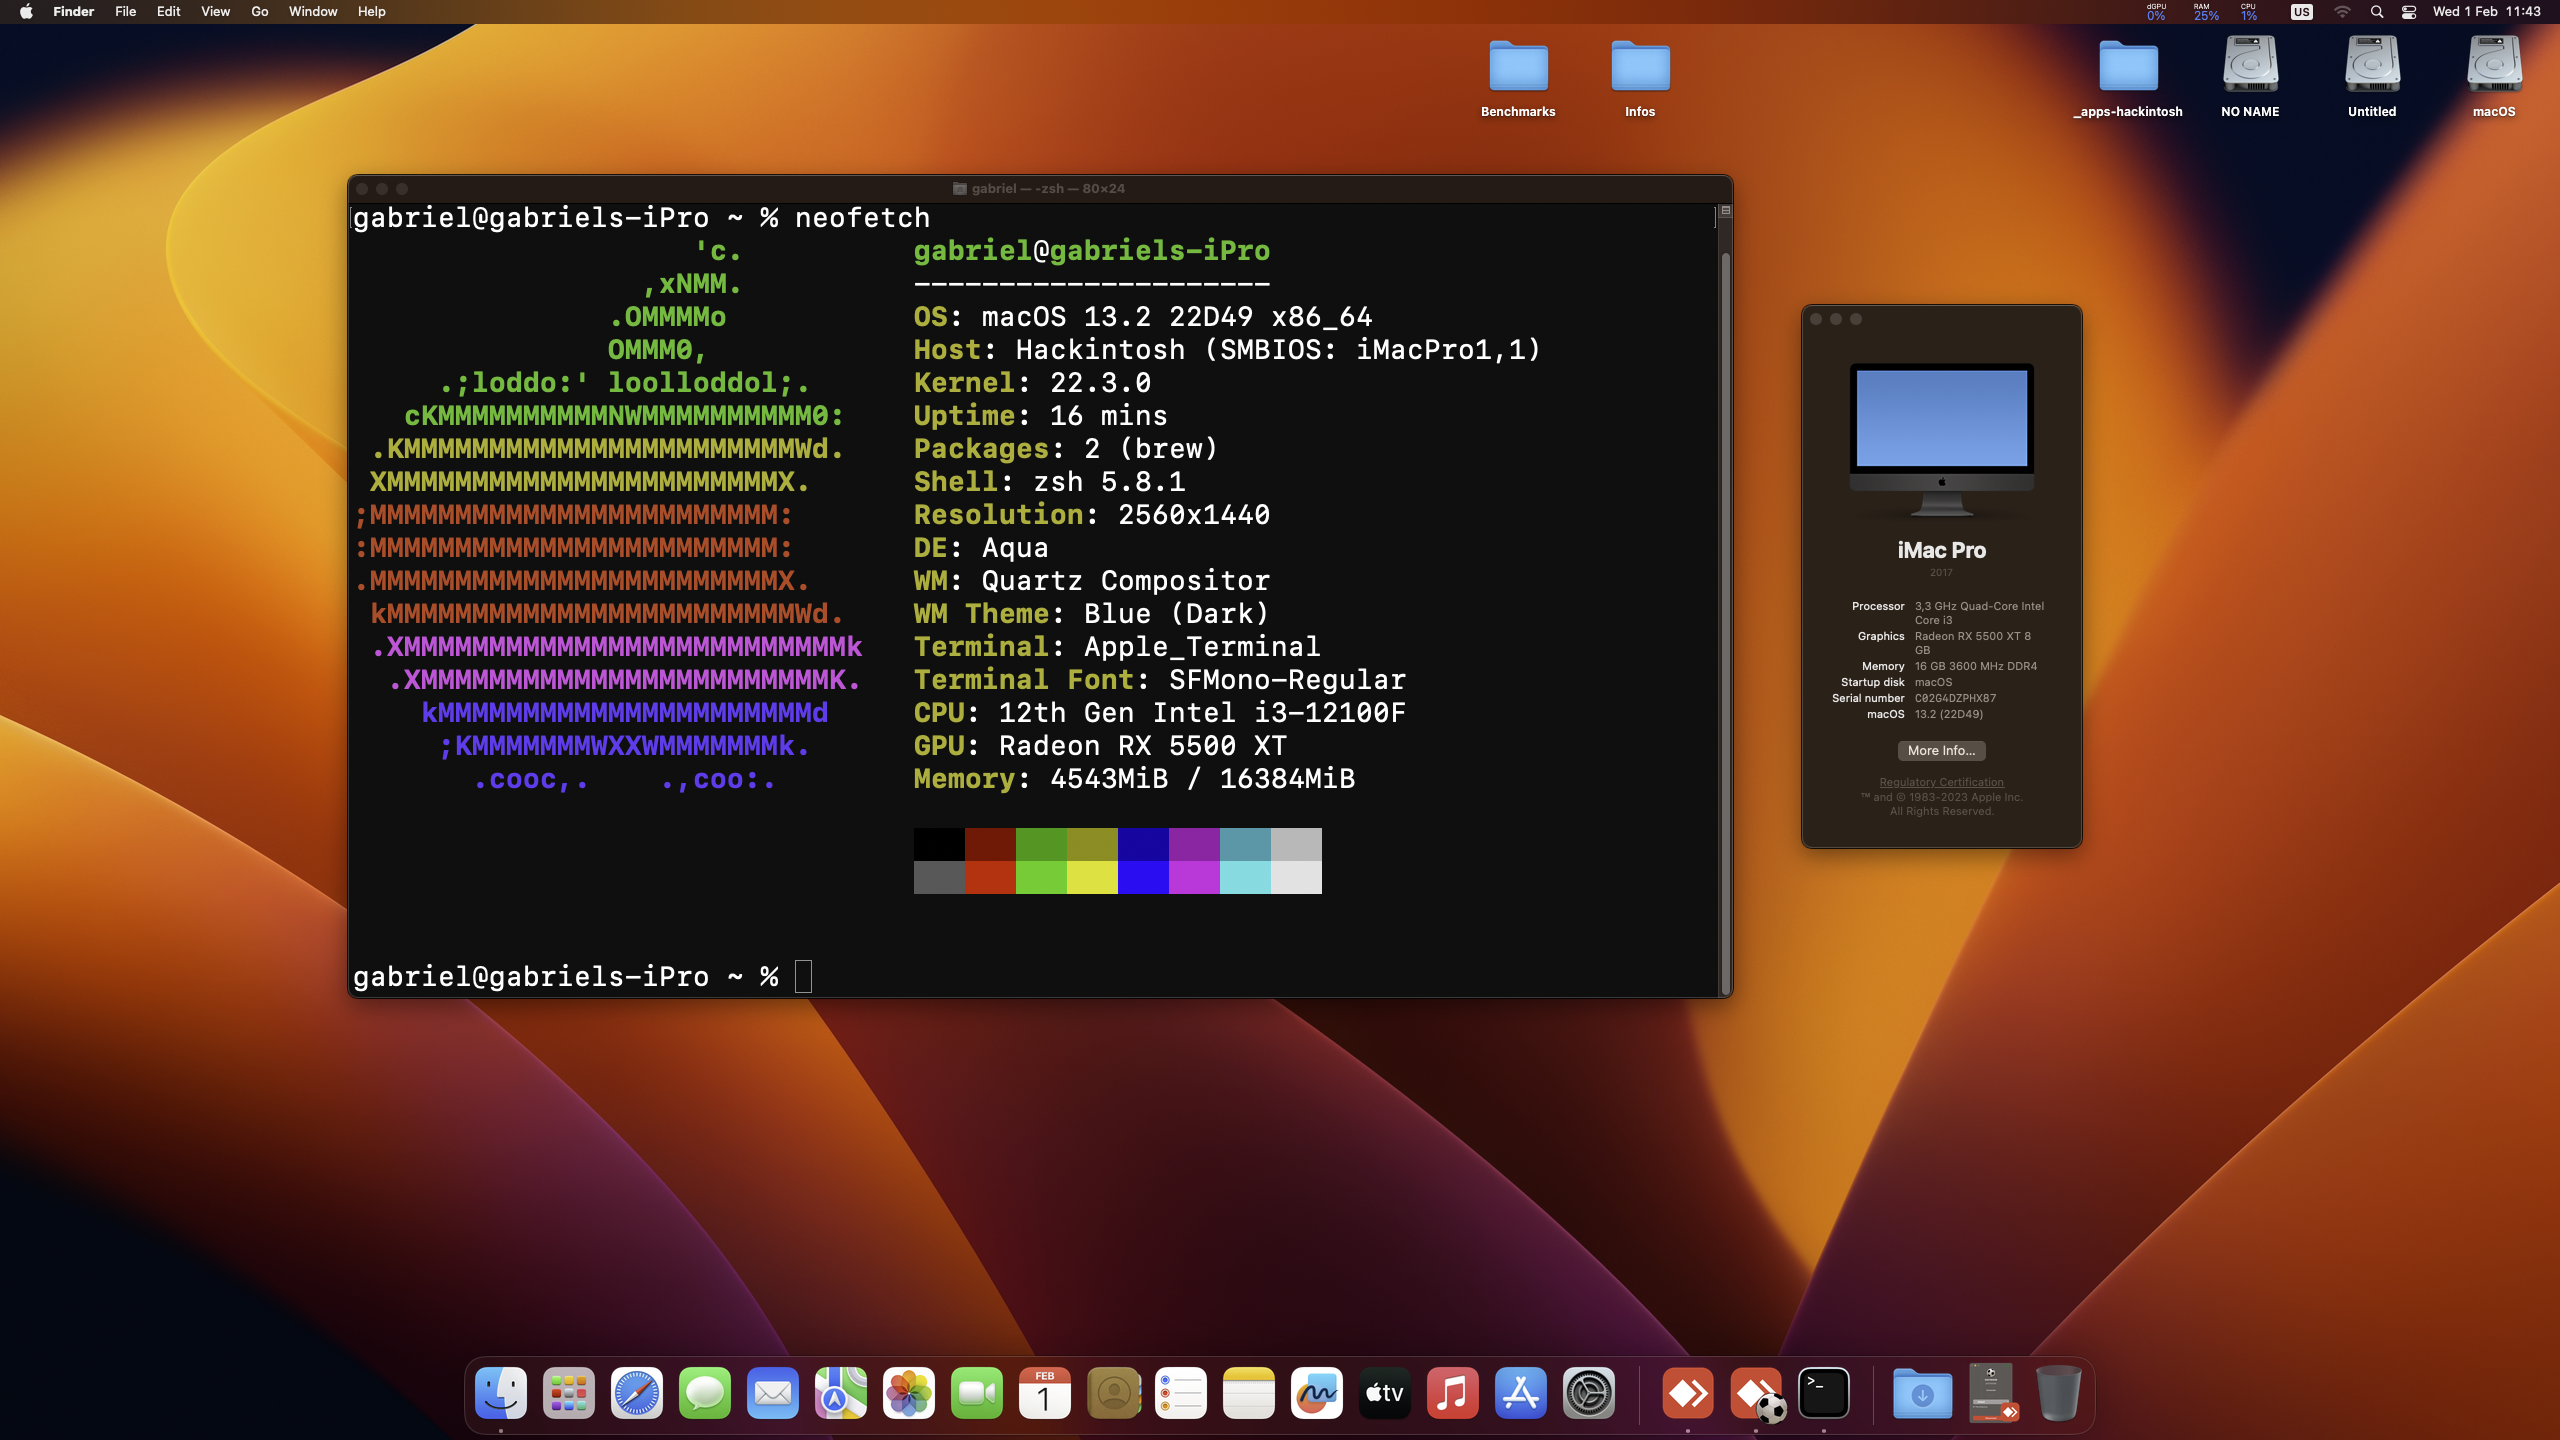 Finder File Edit View Go Window Help
dGPU 0% RAM 25% CPU 1% US Wed 1 Feb 11:43
Benchmarks Infos _apps-hackintosh NO NAME Untitled macOS
gabriel — -zsh — 80×24
gabriel@gabriels-iPro ~ % neofetch
'c. gabriel@gabriels-iPro
,xNMM. ---------------------
.OMMMMo OS: macOS 13.2 22D49 x86_64
OMMM0, Host: Hackintosh (SMBIOS: iMacPro1,1)
.;loddo:' loolloddol;. Kernel: 22.3.0
cKMMMMMMMMMMNWMMMMMMMMMM0: Uptime: 16 mins
.KMMMMMMMMMMMMMMMMMMMMMMMWd. Packages: 2 (brew)
XMMMMMMMMMMMMMMMMMMMMMMMX. Shell: zsh 5.8.1
;MMMMMMMMMMMMMMMMMMMMMMMM: Resolution: 2560x1440
:MMMMMMMMMMMMMMMMMMMMMMMM: DE: Aqua
.MMMMMMMMMMMMMMMMMMMMMMMMX. WM: Quartz Compositor
kMMMMMMMMMMMMMMMMMMMMMMMMWd. WM Theme: Blue (Dark)
.XMMMMMMMMMMMMMMMMMMMMMMMMMMk Terminal: Apple_Terminal
.XMMMMMMMMMMMMMMMMMMMMMMMMK. Terminal Font: SFMono-Regular
kMMMMMMMMMMMMMMMMMMMMMMd CPU: 12th Gen Intel i3-12100F
;KMMMMMMMWXXWMMMMMMMk. GPU: Radeon RX 5500 XT
.cooc,. .,coo:. Memory: 4543MiB / 16384MiB
gabriel@gabriels-iPro ~ %
iMac Pro
2017
Processor 3,3 GHz Quad-Core Intel
Core i3
Graphics Radeon RX 5500 XT 8
GB
Memory 16 GB 3600 MHz DDR4
Startup disk macOS
Serial number C02G4DZPHX87
macOS 13.2 (22D49)
More Info...
Regulatory Certification
™ and © 1983-2023 Apple Inc.
All Rights Reserved.
FEB
1
tv
>_